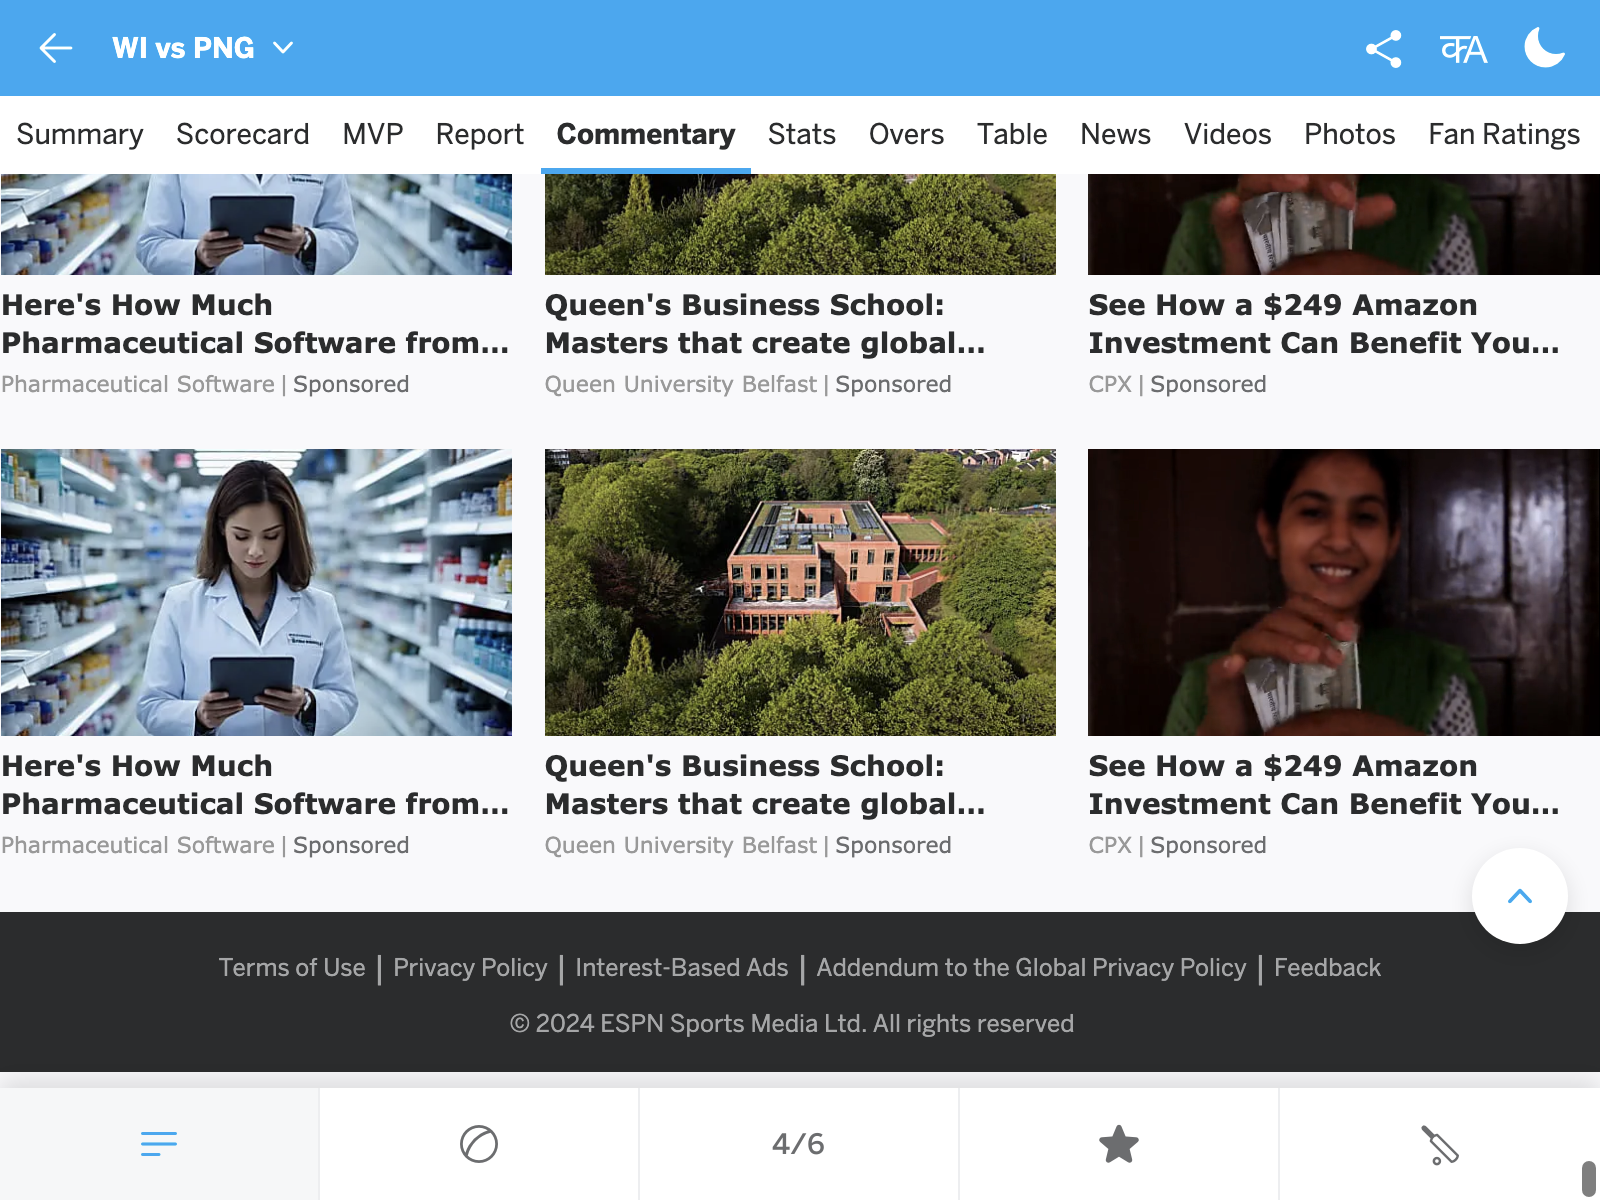 WI vs PNG
Summary Scorecard MVP Report Commentary Stats Overs Table News Videos Photos Fan Ratings
Here's How Much
Pharmaceutical Software from...
Pharmaceutical Software | Sponsored
Queen's Business School:
Masters that create global...
Queen University Belfast | Sponsored
See How a $249 Amazon
Investment Can Benefit You...
CPX | Sponsored
Here's How Much
Pharmaceutical Software from...
Pharmaceutical Software | Sponsored
Queen's Business School:
Masters that create global...
Queen University Belfast | Sponsored
See How a $249 Amazon
Investment Can Benefit You...
CPX | Sponsored
Terms of Use | Privacy Policy | Interest-Based Ads | Addendum to the Global Privacy Policy | Feedback
© 2024 ESPN Sports Media Ltd. All rights reserved
4/6